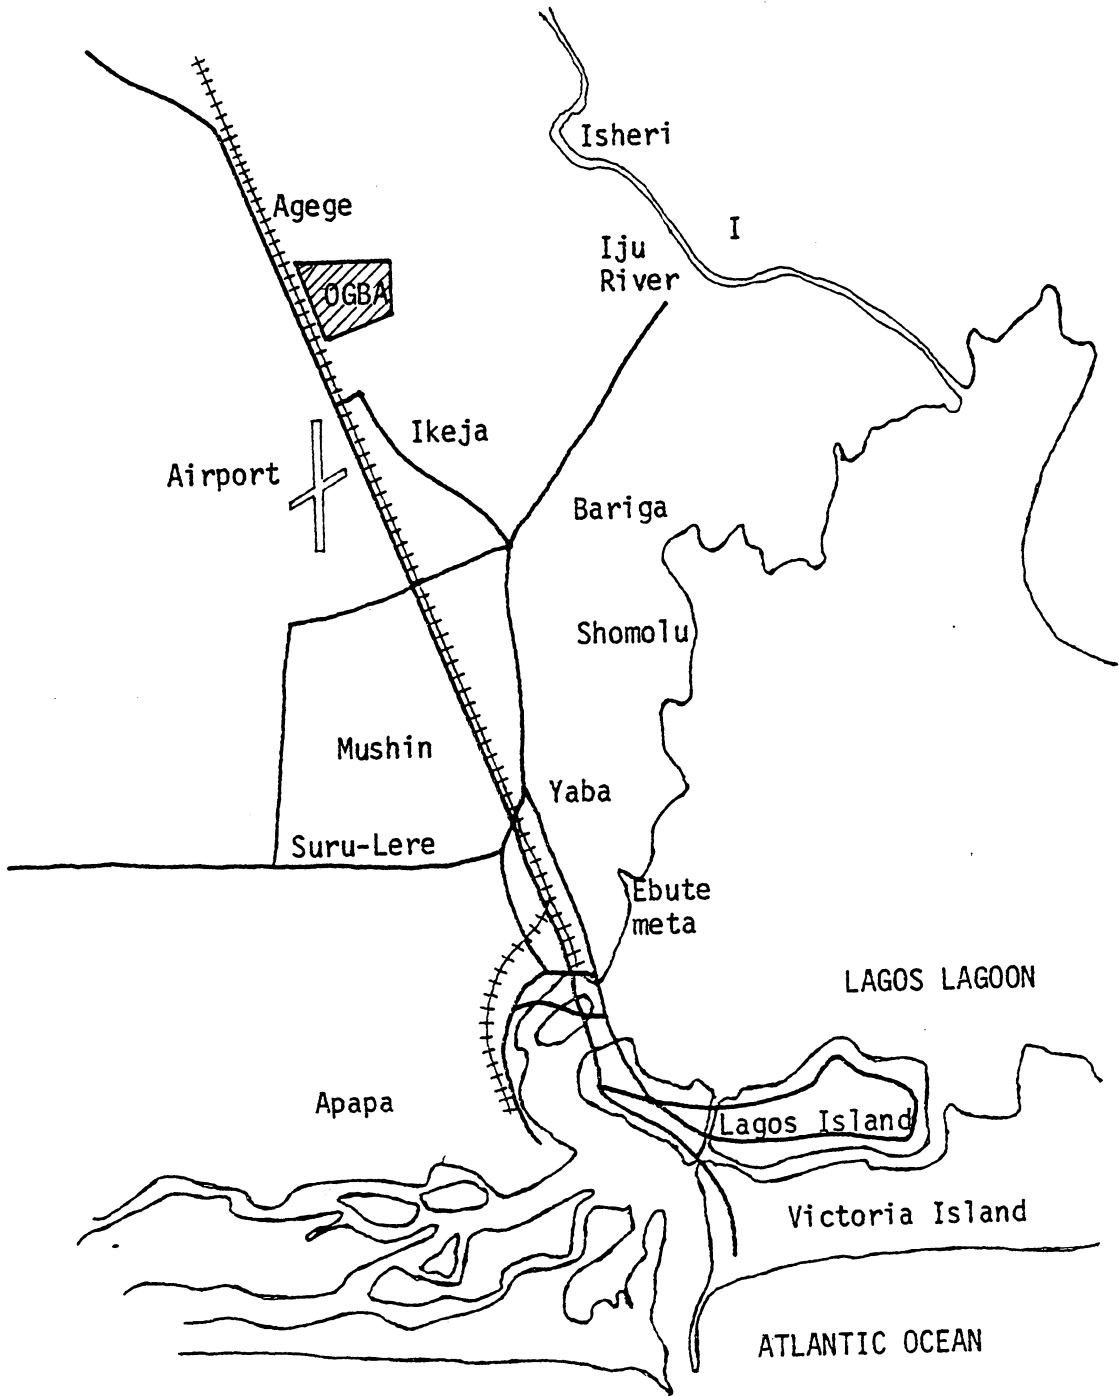 Isheri
Agege
I
Iju
River
OGBA
Ikeja
Airport
Bariga
Shomolu
Mushin
Yaba
Suru-Lere
Ebute
meta
LAGOS LAGOON
Apapa
Lagos Island
Victoria Island
ATLANTIC OCEAN